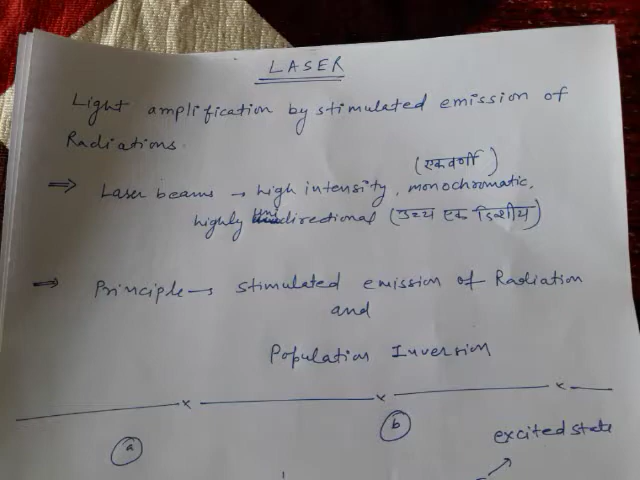 LASER
Light amplification by stimulated emission of
Radiations.
(एकवर्णी)
⇒ Laser beams → high intensity, monochromatic,
highly unidirectional (उच्च एक दिशीय)
⇒ Principle → stimulated emission of Radiation
and
Population Inversion
x x x
a b
excited state